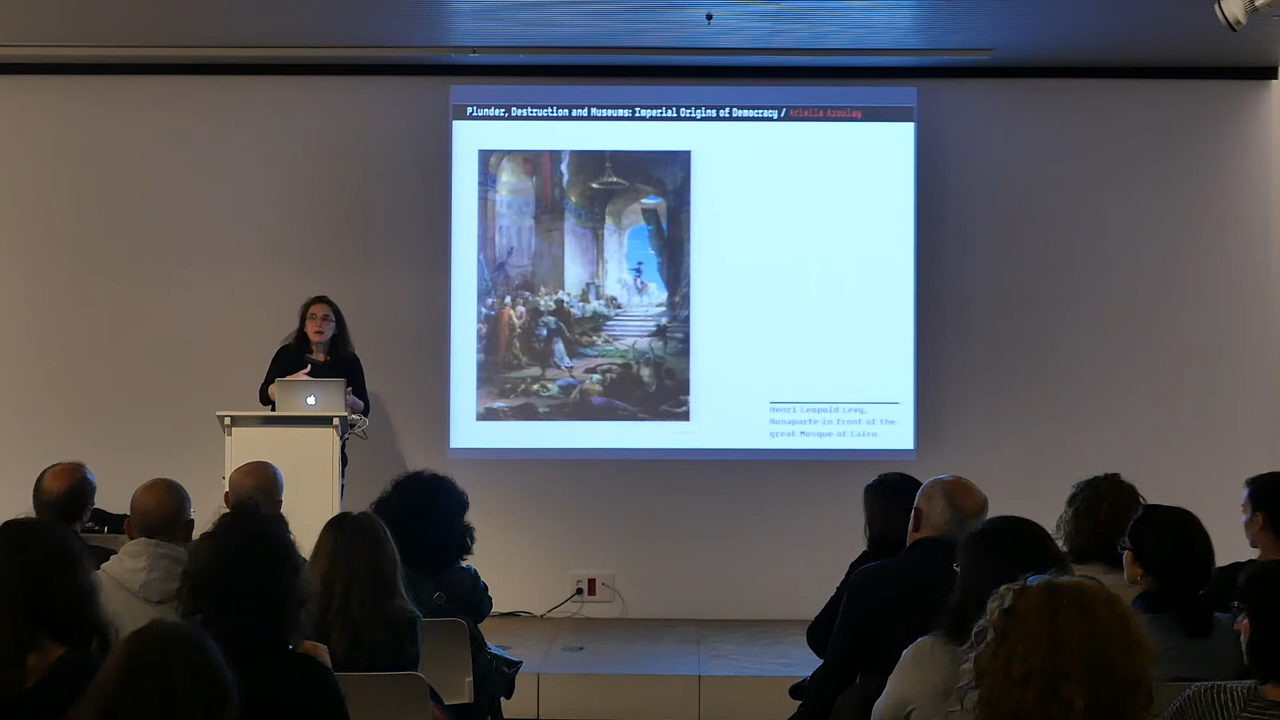 Plunder, Destruction and Museums: Imperial Origins of Democracy / Ariella Azoulay
Henri Leopold Levy,
Bonaparte in front of the
great Mosque of Cairo